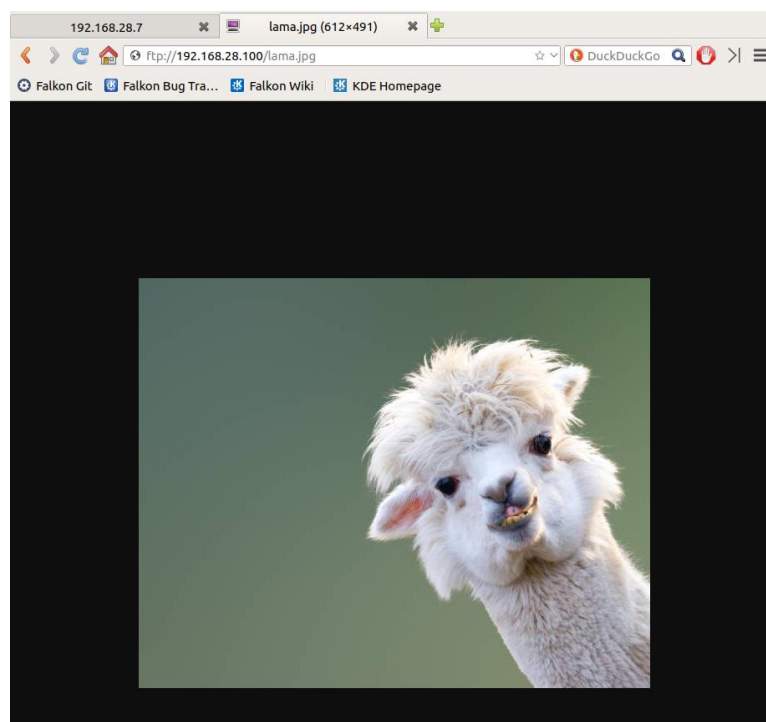 192.168.28.7 lama.jpg (612×491)
ftp://192.168.28.100/lama.jpg DuckDuckGo
Falkon Git Falkon Bug Tra... Falkon Wiki KDE Homepage